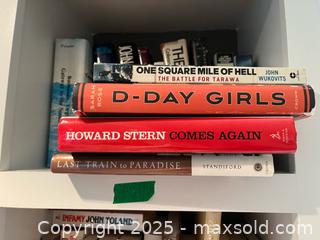 ONE SQUARE MILE OF HELL
THE BATTLE FOR TARAWA
JOHN WUKOVITS
SARAH ROSE
D-DAY GIRLS
CROWN
HOWARD STERN COMES AGAIN
LAST TRAIN to PARADISE
STANDIFORD
INFAMY JOHN TOLAND
Copyright 2025 - maxsold.com